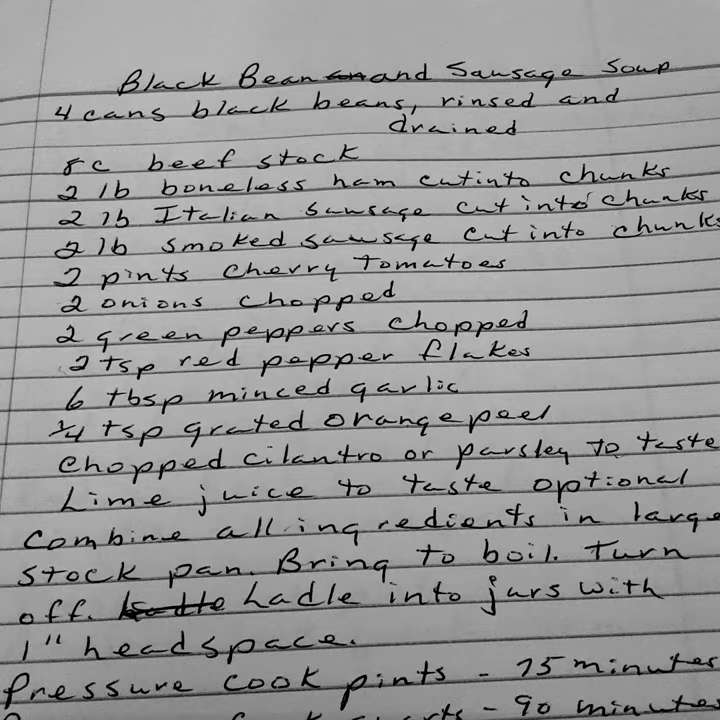 Black Bean and Sausage Soup
4 cans black beans, rinsed and
drained
8c beef stock
2 lb boneless ham cut into chunks
2 lb Italian sausage cut into chunks
2 lb smoked sausage cut into chunks
2 pints cherry tomatoes
2 onions chopped
2 green peppers chopped
2 tsp red pepper flakes
6 tbsp minced garlic
1/4 tsp grated orange peel
Chopped cilantro or parsley to taste
Lime juice to taste optional
Combine all ingredients in large
stock pan. Bring to boil. Turn
off. Ladle into jars with
1" headspace.
Pressure cook pints - 75 minutes
- 90 minutes